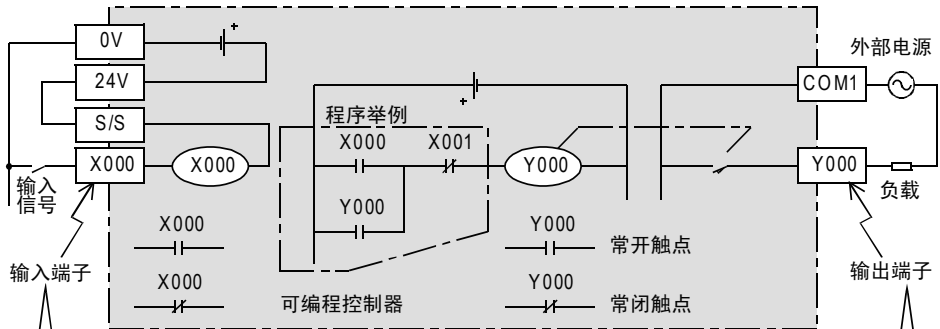 0V
外部电源
24V
COM1
程序举例
S/S
X000
X001
X000
X000
Y000
Y000
输入
信号
负载
Y000
X000
Y000
常开触点
输入端子
输出端子
X000
Y000
可编程控制器
常闭触点